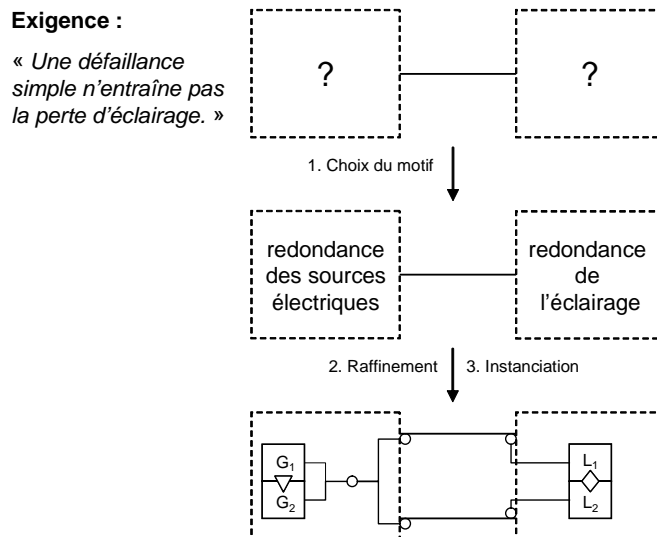 Exigence :
« Une défaillance
simple n’entraîne pas
la perte d’éclairage. »
?
?
1. Choix du motif
redondance
des sources
électriques
redondance
de
l’éclairage
2. Raffinement
3. Instanciation
G1
G2
L1
L2